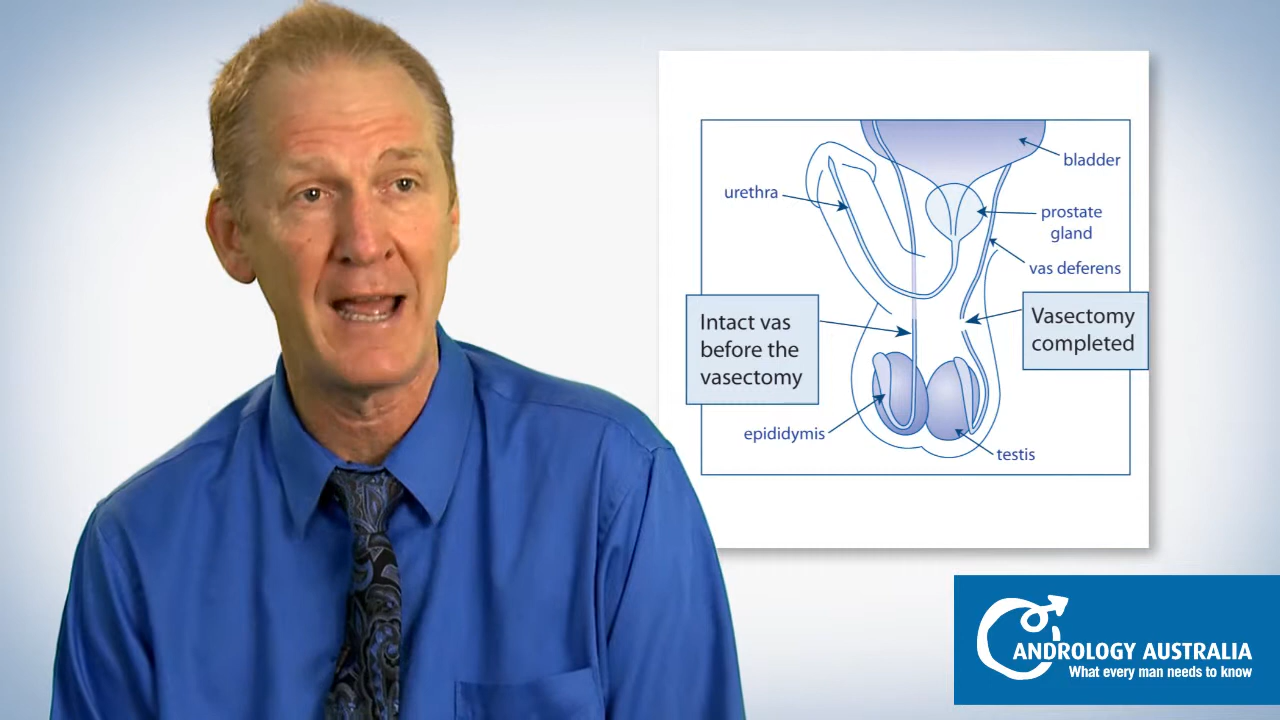 bladder
urethra
prostate
gland
vas deferens
Intact vas
before the
vasectomy
Vasectomy
completed
epididymis
testis
ANDROLOGY AUSTRALIA
What every man needs to know